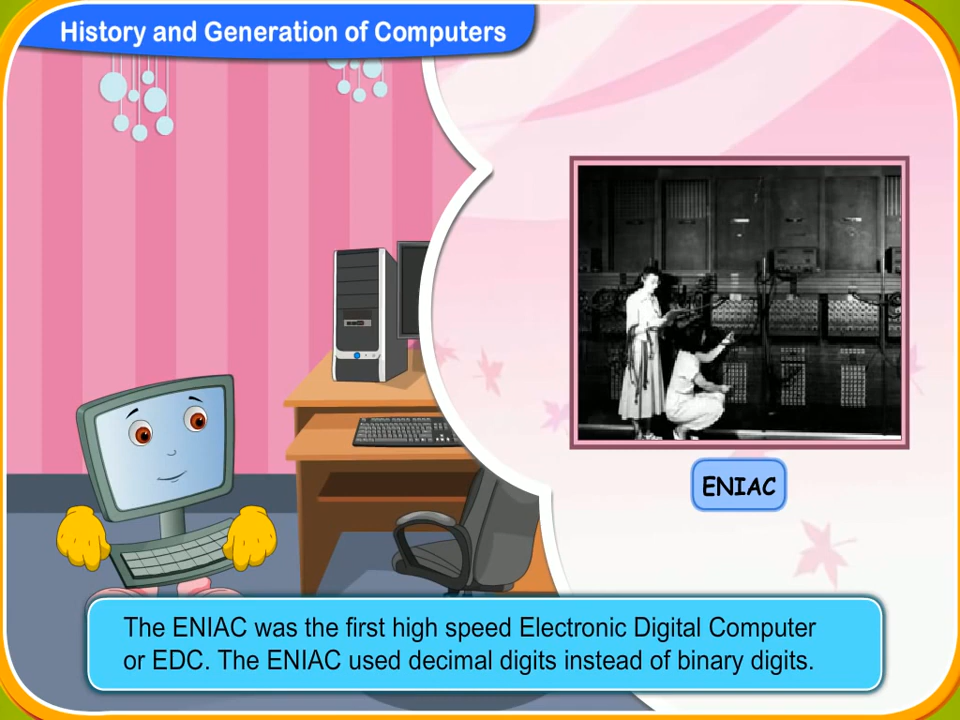 History and Generation of Computers
ENIAC
The ENIAC was the first high speed Electronic Digital Computer
or EDC. The ENIAC used decimal digits instead of binary digits.